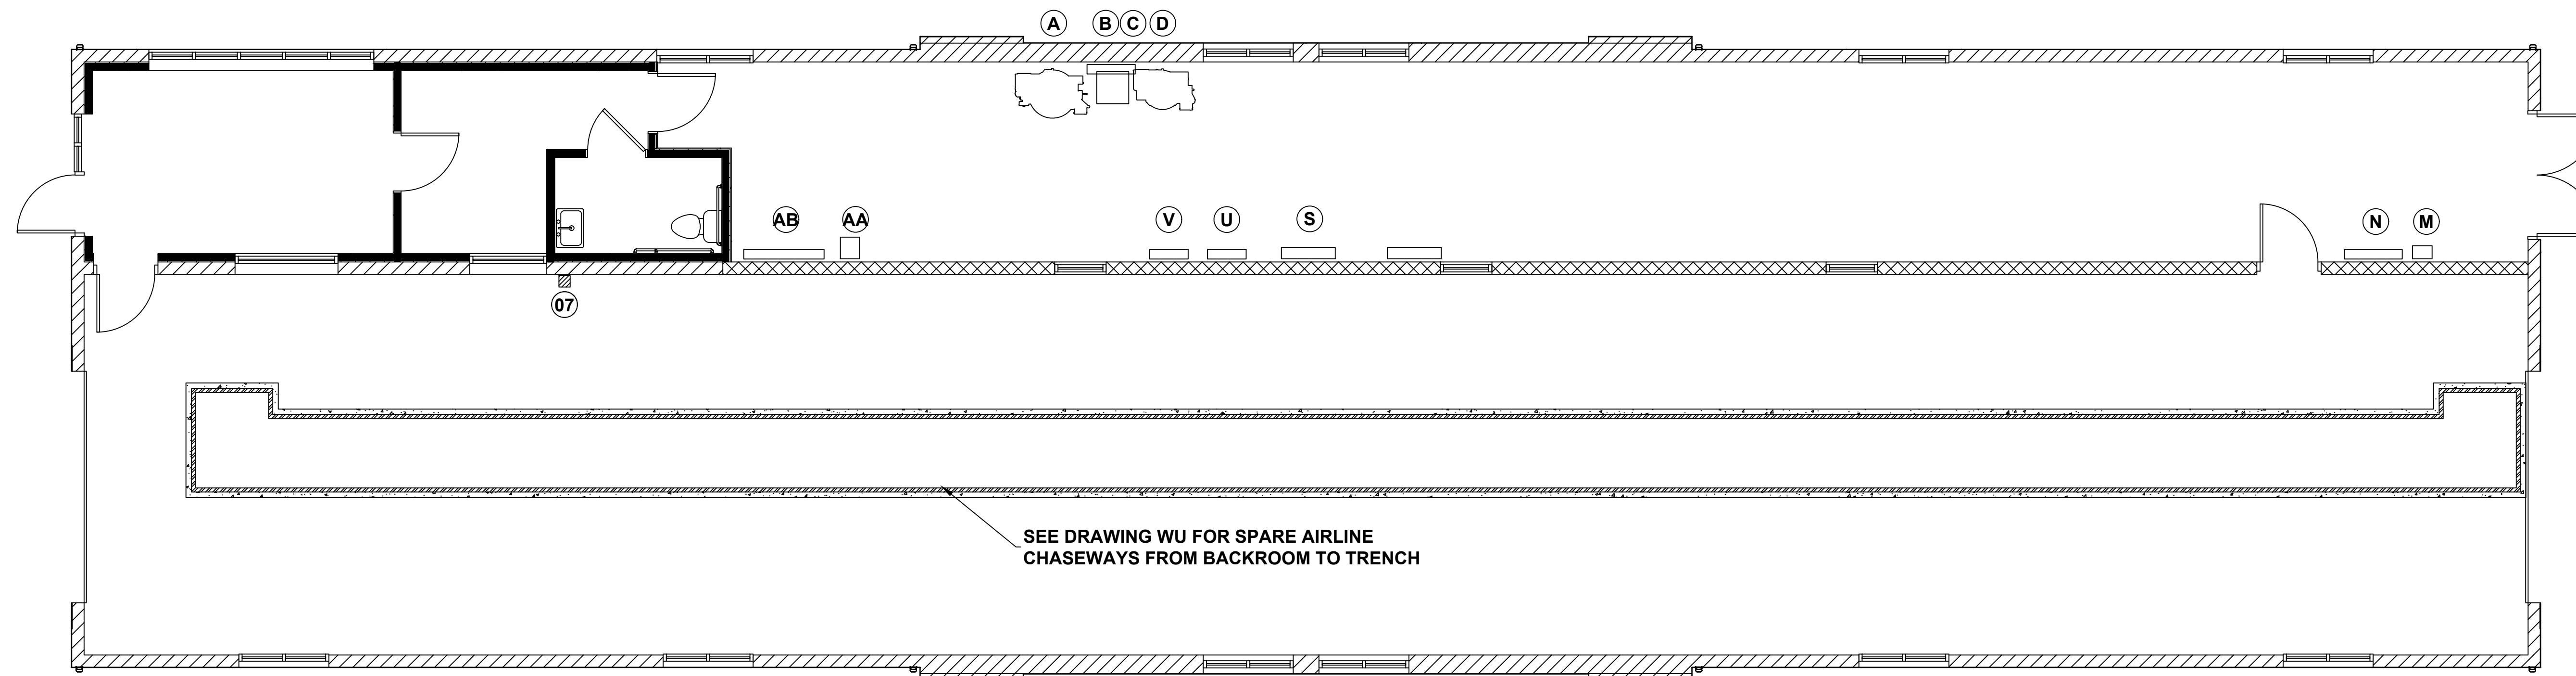 A B C D
AB AA V U S N M
07
SEE DRAWING WU FOR SPARE AIRLINE
CHASEWAYS FROM BACKROOM TO TRENCH